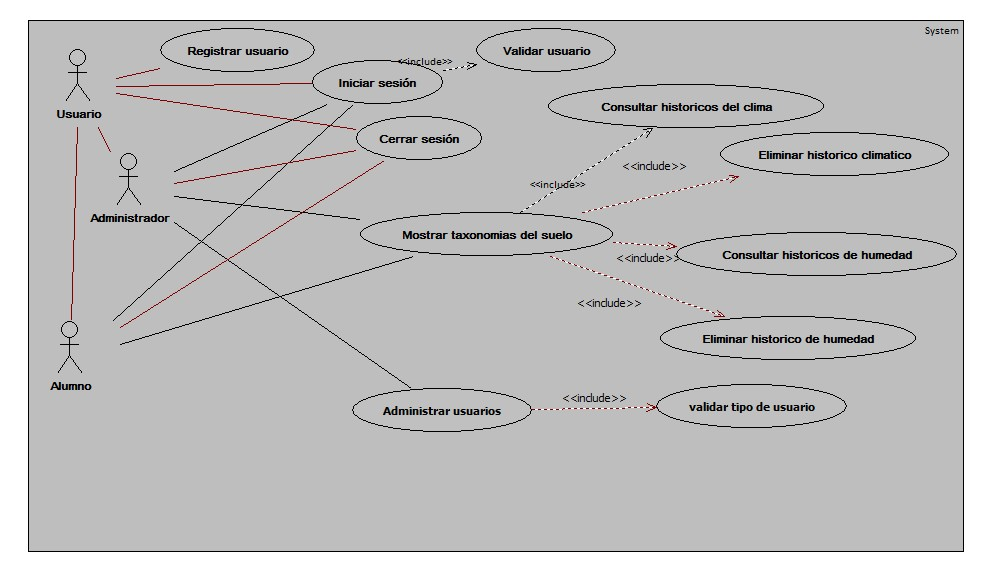 System
Registrar usuario
Validar usuario
<<include>>
Iniciar sesión
Usuario
Consultar historicos del clima
Cerrar sesión
Eliminar historico climatico
<<include>>
<<include>>
Administrador
Mostrar taxonomias del suelo
Consultar historicos de humedad
<<include>>
<<include>>
Eliminar historico de humedad
Alumno
<<include>>
Administrar usuarios
validar tipo de usuario